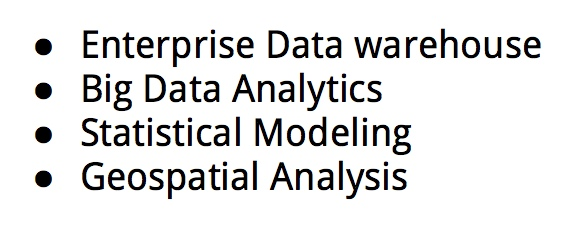 ● Enterprise Data warehouse
● Big Data Analytics
● Statistical Modeling
● Geospatial Analysis